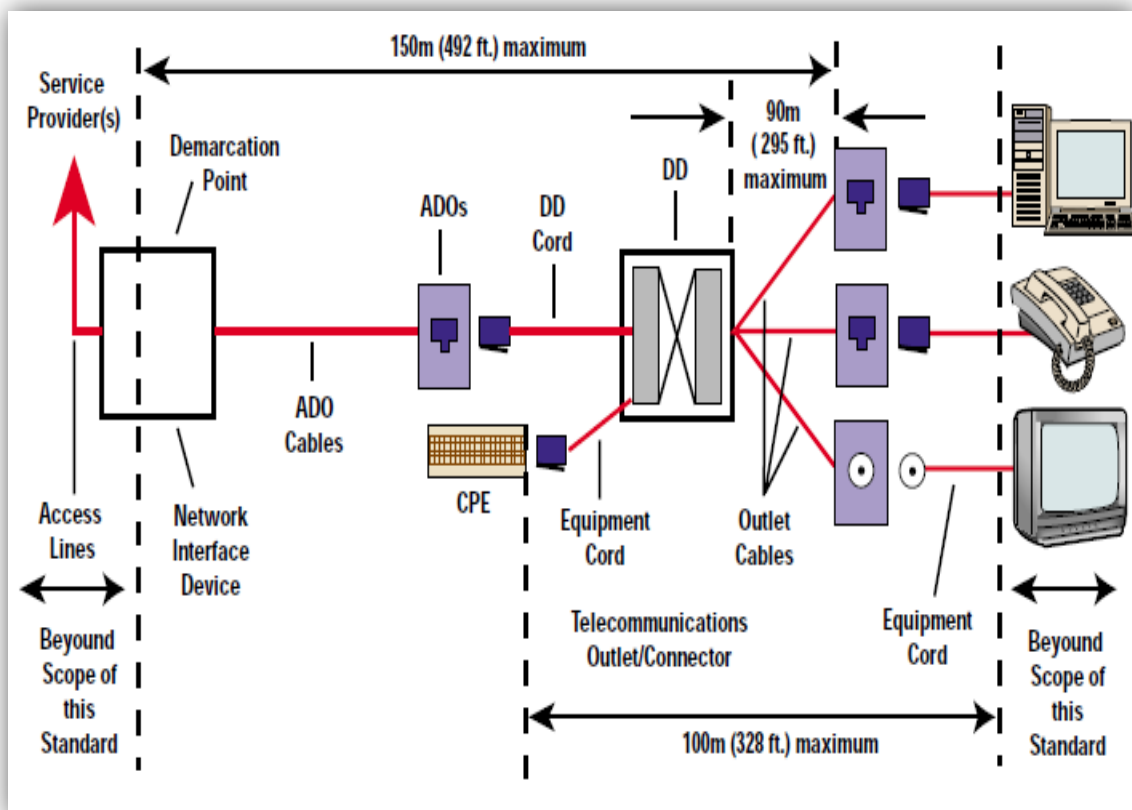 150m (492 ft.) maximum
Service
Provider(s)
Demarcation
Point
90m
( 295 ft.)
maximum
ADOs
DD
Cord
DD
ADO
Cables
CPE
Access
Lines
Network
Interface
Device
Equipment
Cord
Outlet
Cables
Telecommunications
Outlet/Connector
Equipment
Cord
Beyound
Scope of
this
Standard
Beyound
Scope of
this
Standard
100m (328 ft.) maximum